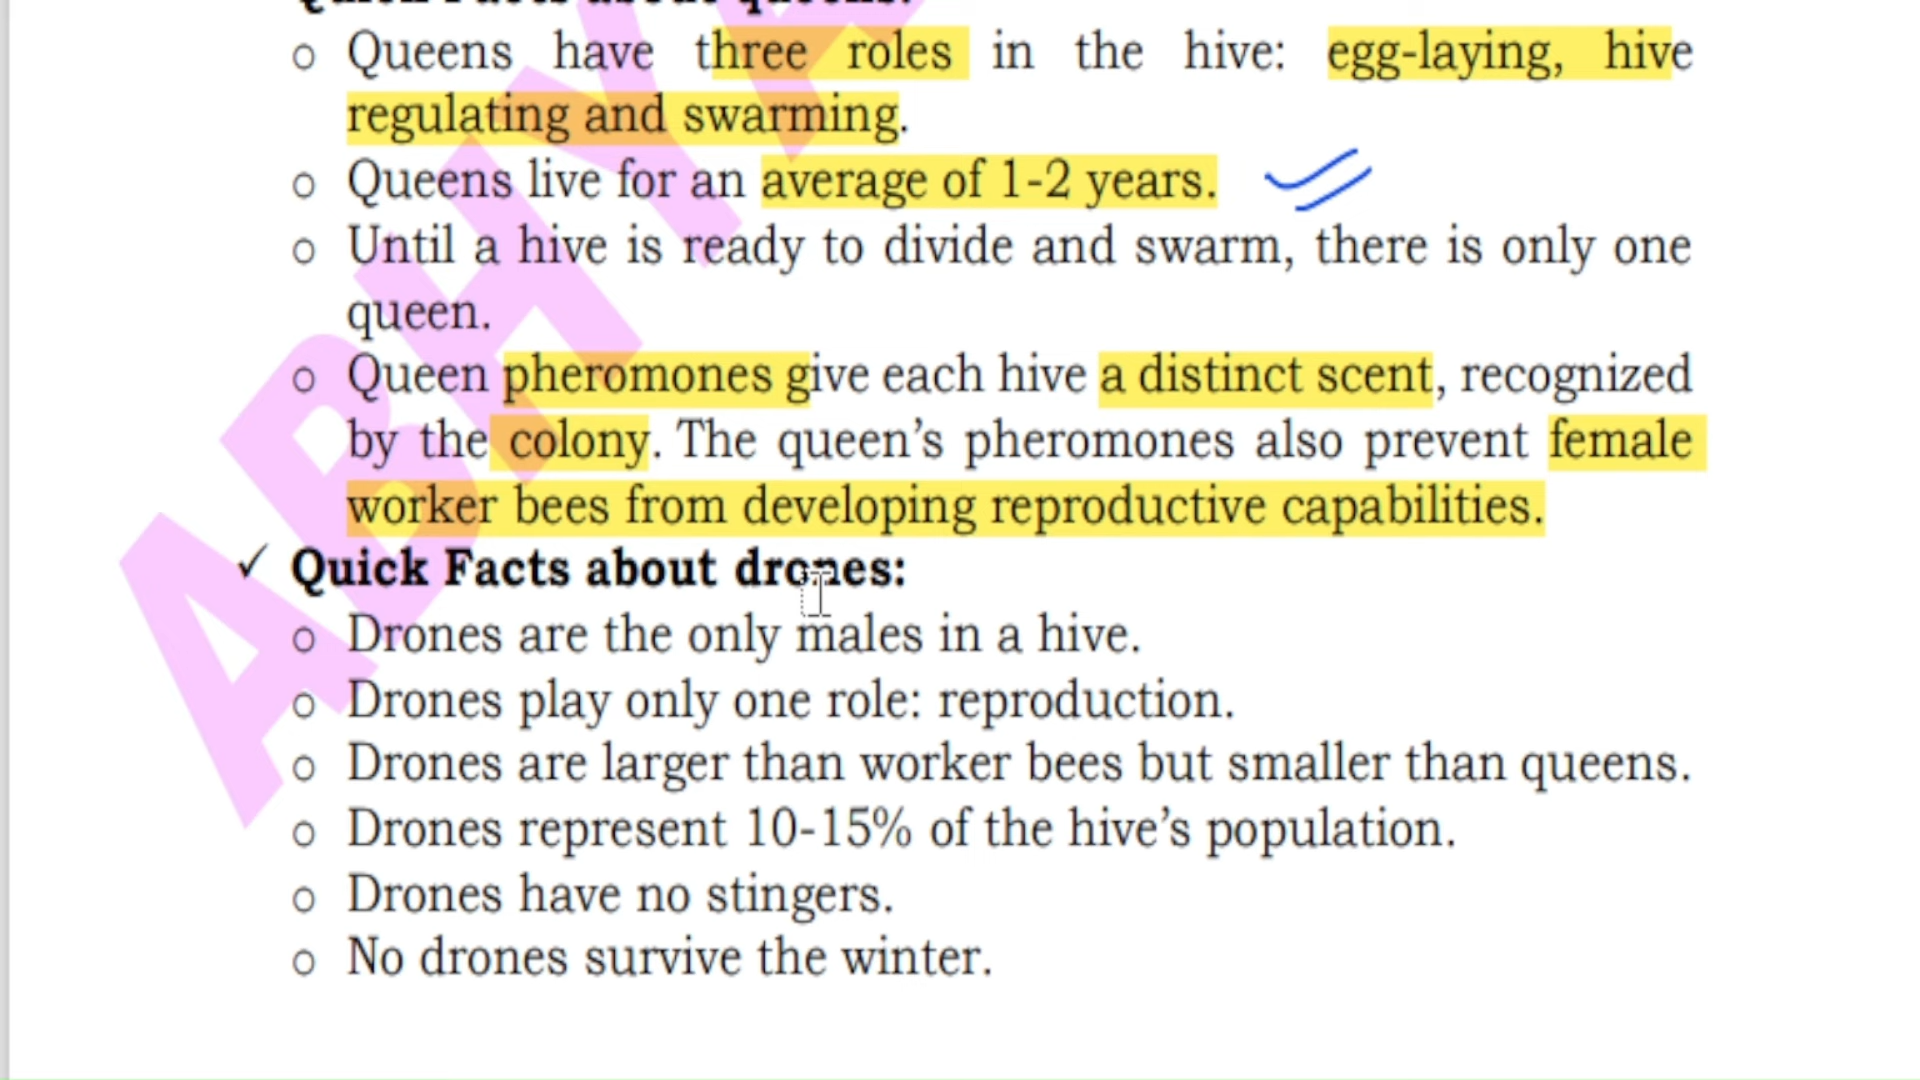 Quick Facts about queens:
o Queens have three roles in the hive: egg-laying, hive
regulating and swarming.
o Queens live for an average of 1-2 years.
o Until a hive is ready to divide and swarm, there is only one
queen.
o Queen pheromones give each hive a distinct scent, recognized
by the colony. The queen’s pheromones also prevent female
worker bees from developing reproductive capabilities.
✓ Quick Facts about drones:
o Drones are the only males in a hive.
o Drones play only one role: reproduction.
o Drones are larger than worker bees but smaller than queens.
o Drones represent 10-15% of the hive’s population.
o Drones have no stingers.
o No drones survive the winter.
ABHYA